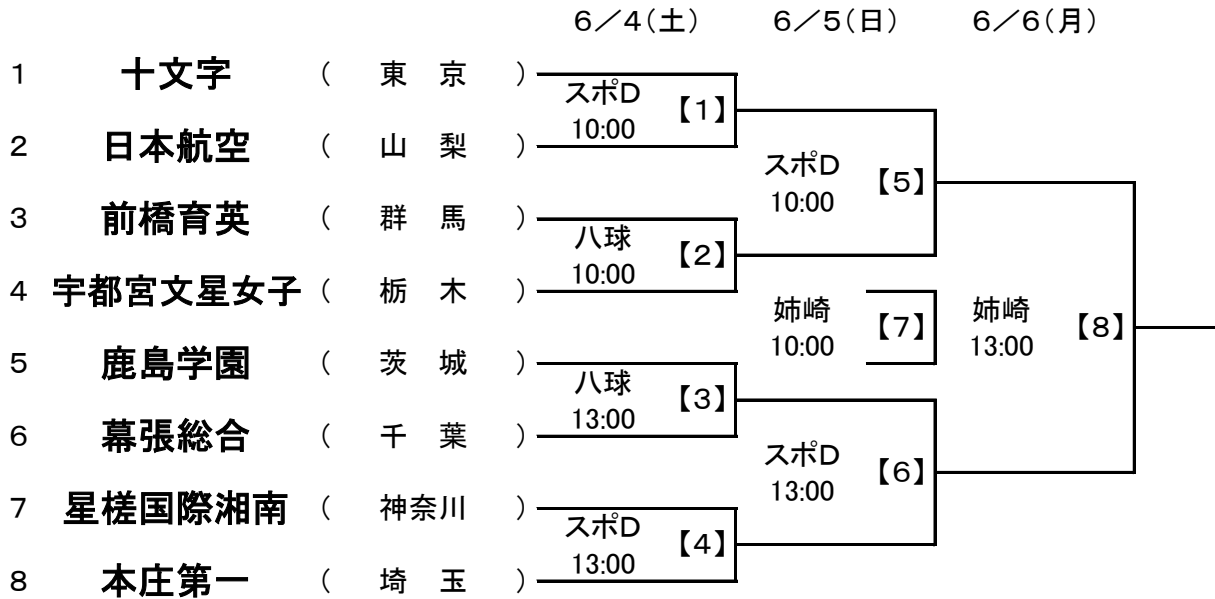 6／4(土) 6／5(日) 6／6(月)
1 十文字 ( 東 京 )
スポD 【1】
10:00
2 日本航空 ( 山 梨 )
スポD 【5】
10:00
3 前橋育英 ( 群 馬 )
八球 【2】
10:00
4 宇都宮文星女子 ( 栃 木 )
姉崎 【7】 姉崎 【8】
10:00 13:00
5 鹿島学園 ( 茨 城 )
八球 【3】
13:00
6 幕張総合 ( 千 葉 )
スポD 【6】
13:00
7 星槎国際湘南 ( 神奈川 )
スポD 【4】
13:00
8 本庄第一 ( 埼 玉 )